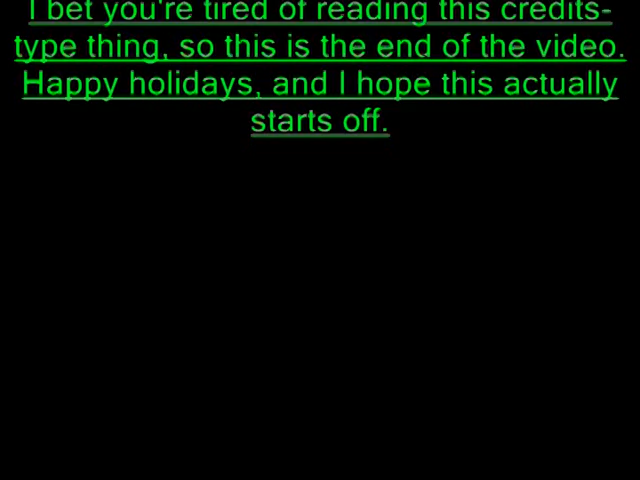 I bet you're tired of reading this credits-
type thing, so this is the end of the video.
Happy holidays, and I hope this actually
starts off.